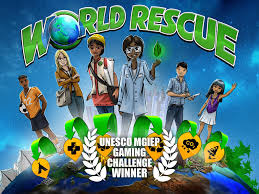 WORLD RESCUE
UNESCO MGIEP
GAMING
CHALLENGE
WINNER